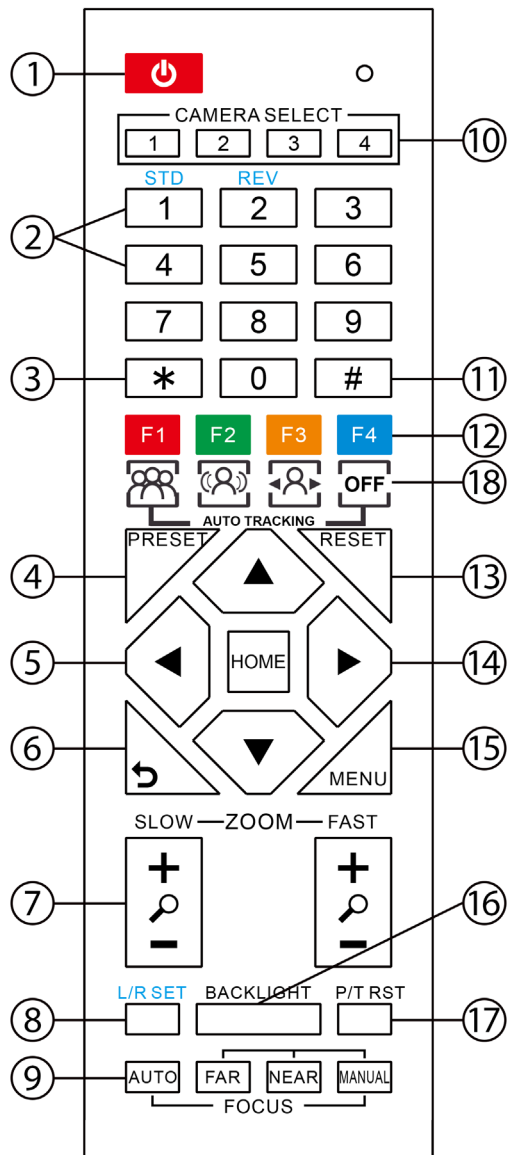 ①
CAMERA SELECT
1 2 3 4 ⑩
STD REV
② 1 2 3
4 5 6
7 8 9
③ * 0 # ⑪
F1 F2 F3 F4 ⑫
OFF ⑱
AUTO TRACKING
PRESET RESET
④ ⑬
⑤ HOME ⑭
⑥ MENU ⑮
SLOW ZOOM FAST
+ +
⑦ ⑯
− −
L/R SET BACKLIGHT P/T RST
⑧ ⑰
⑨ AUTO FAR NEAR MANUAL
FOCUS